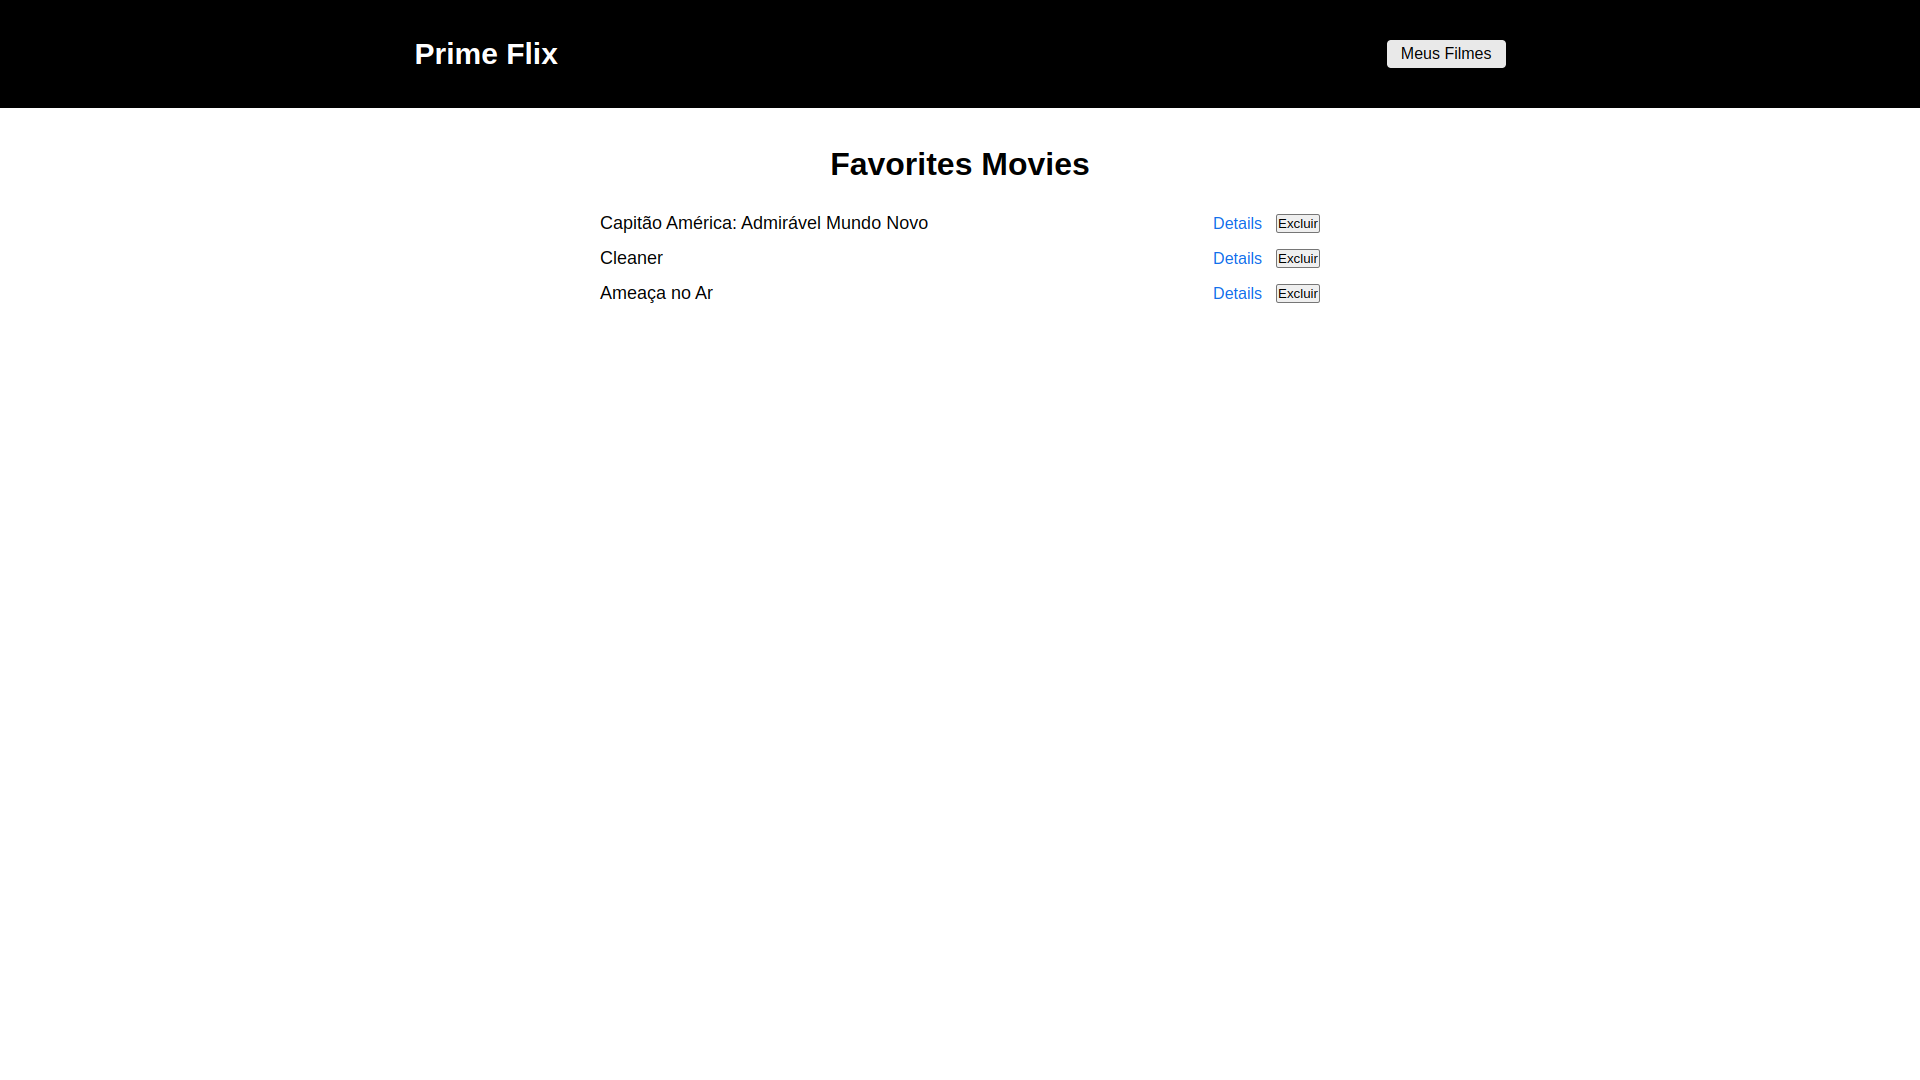 Prime Flix
Meus Filmes
Favorites Movies
Capitão América: Admirável Mundo Novo Details Excluir
Cleaner Details Excluir
Ameaça no Ar Details Excluir